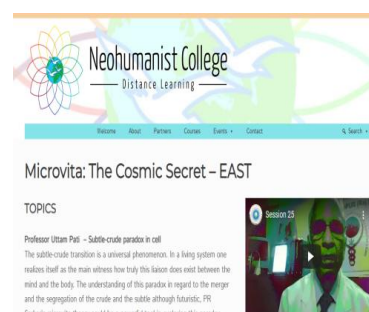 Neohumanist College
Distance Learning
Welcome About Partners Courses Events Contact Search
Microvita: The Cosmic Secret – EAST
TOPICS
Session 25
Professor Uttam Pati – Subtle-crude paradox in cell
The subtle-crude transition is a universal phenomenon. In a living system one
realizes itself as the main witness how truly this liaison does exist between the
mind and the body. The understanding of this paradox in regard to the merger
and the segregation of the crude and the subtle although futuristic, PR